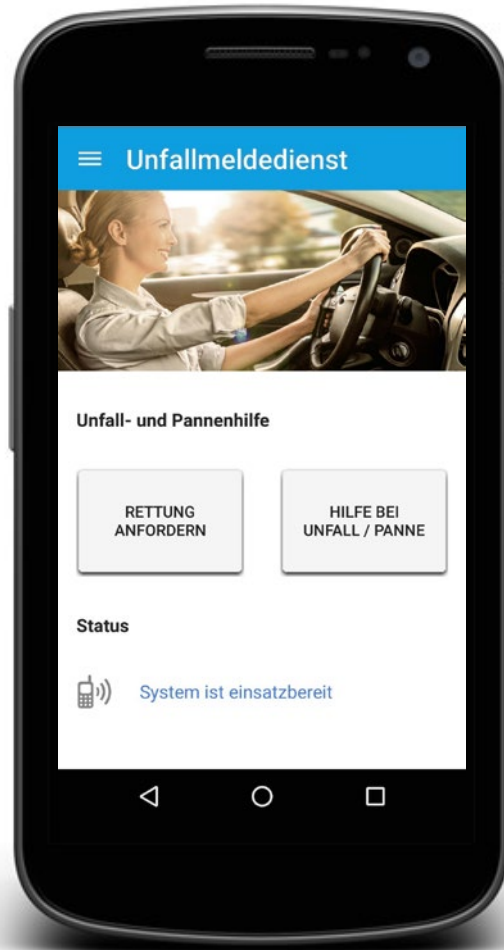 Unfallmeldedienst
Unfall- und Pannenhilfe
RETTUNG
ANFORDERN
HILFE BEI
UNFALL / PANNE
Status
System ist einsatzbereit